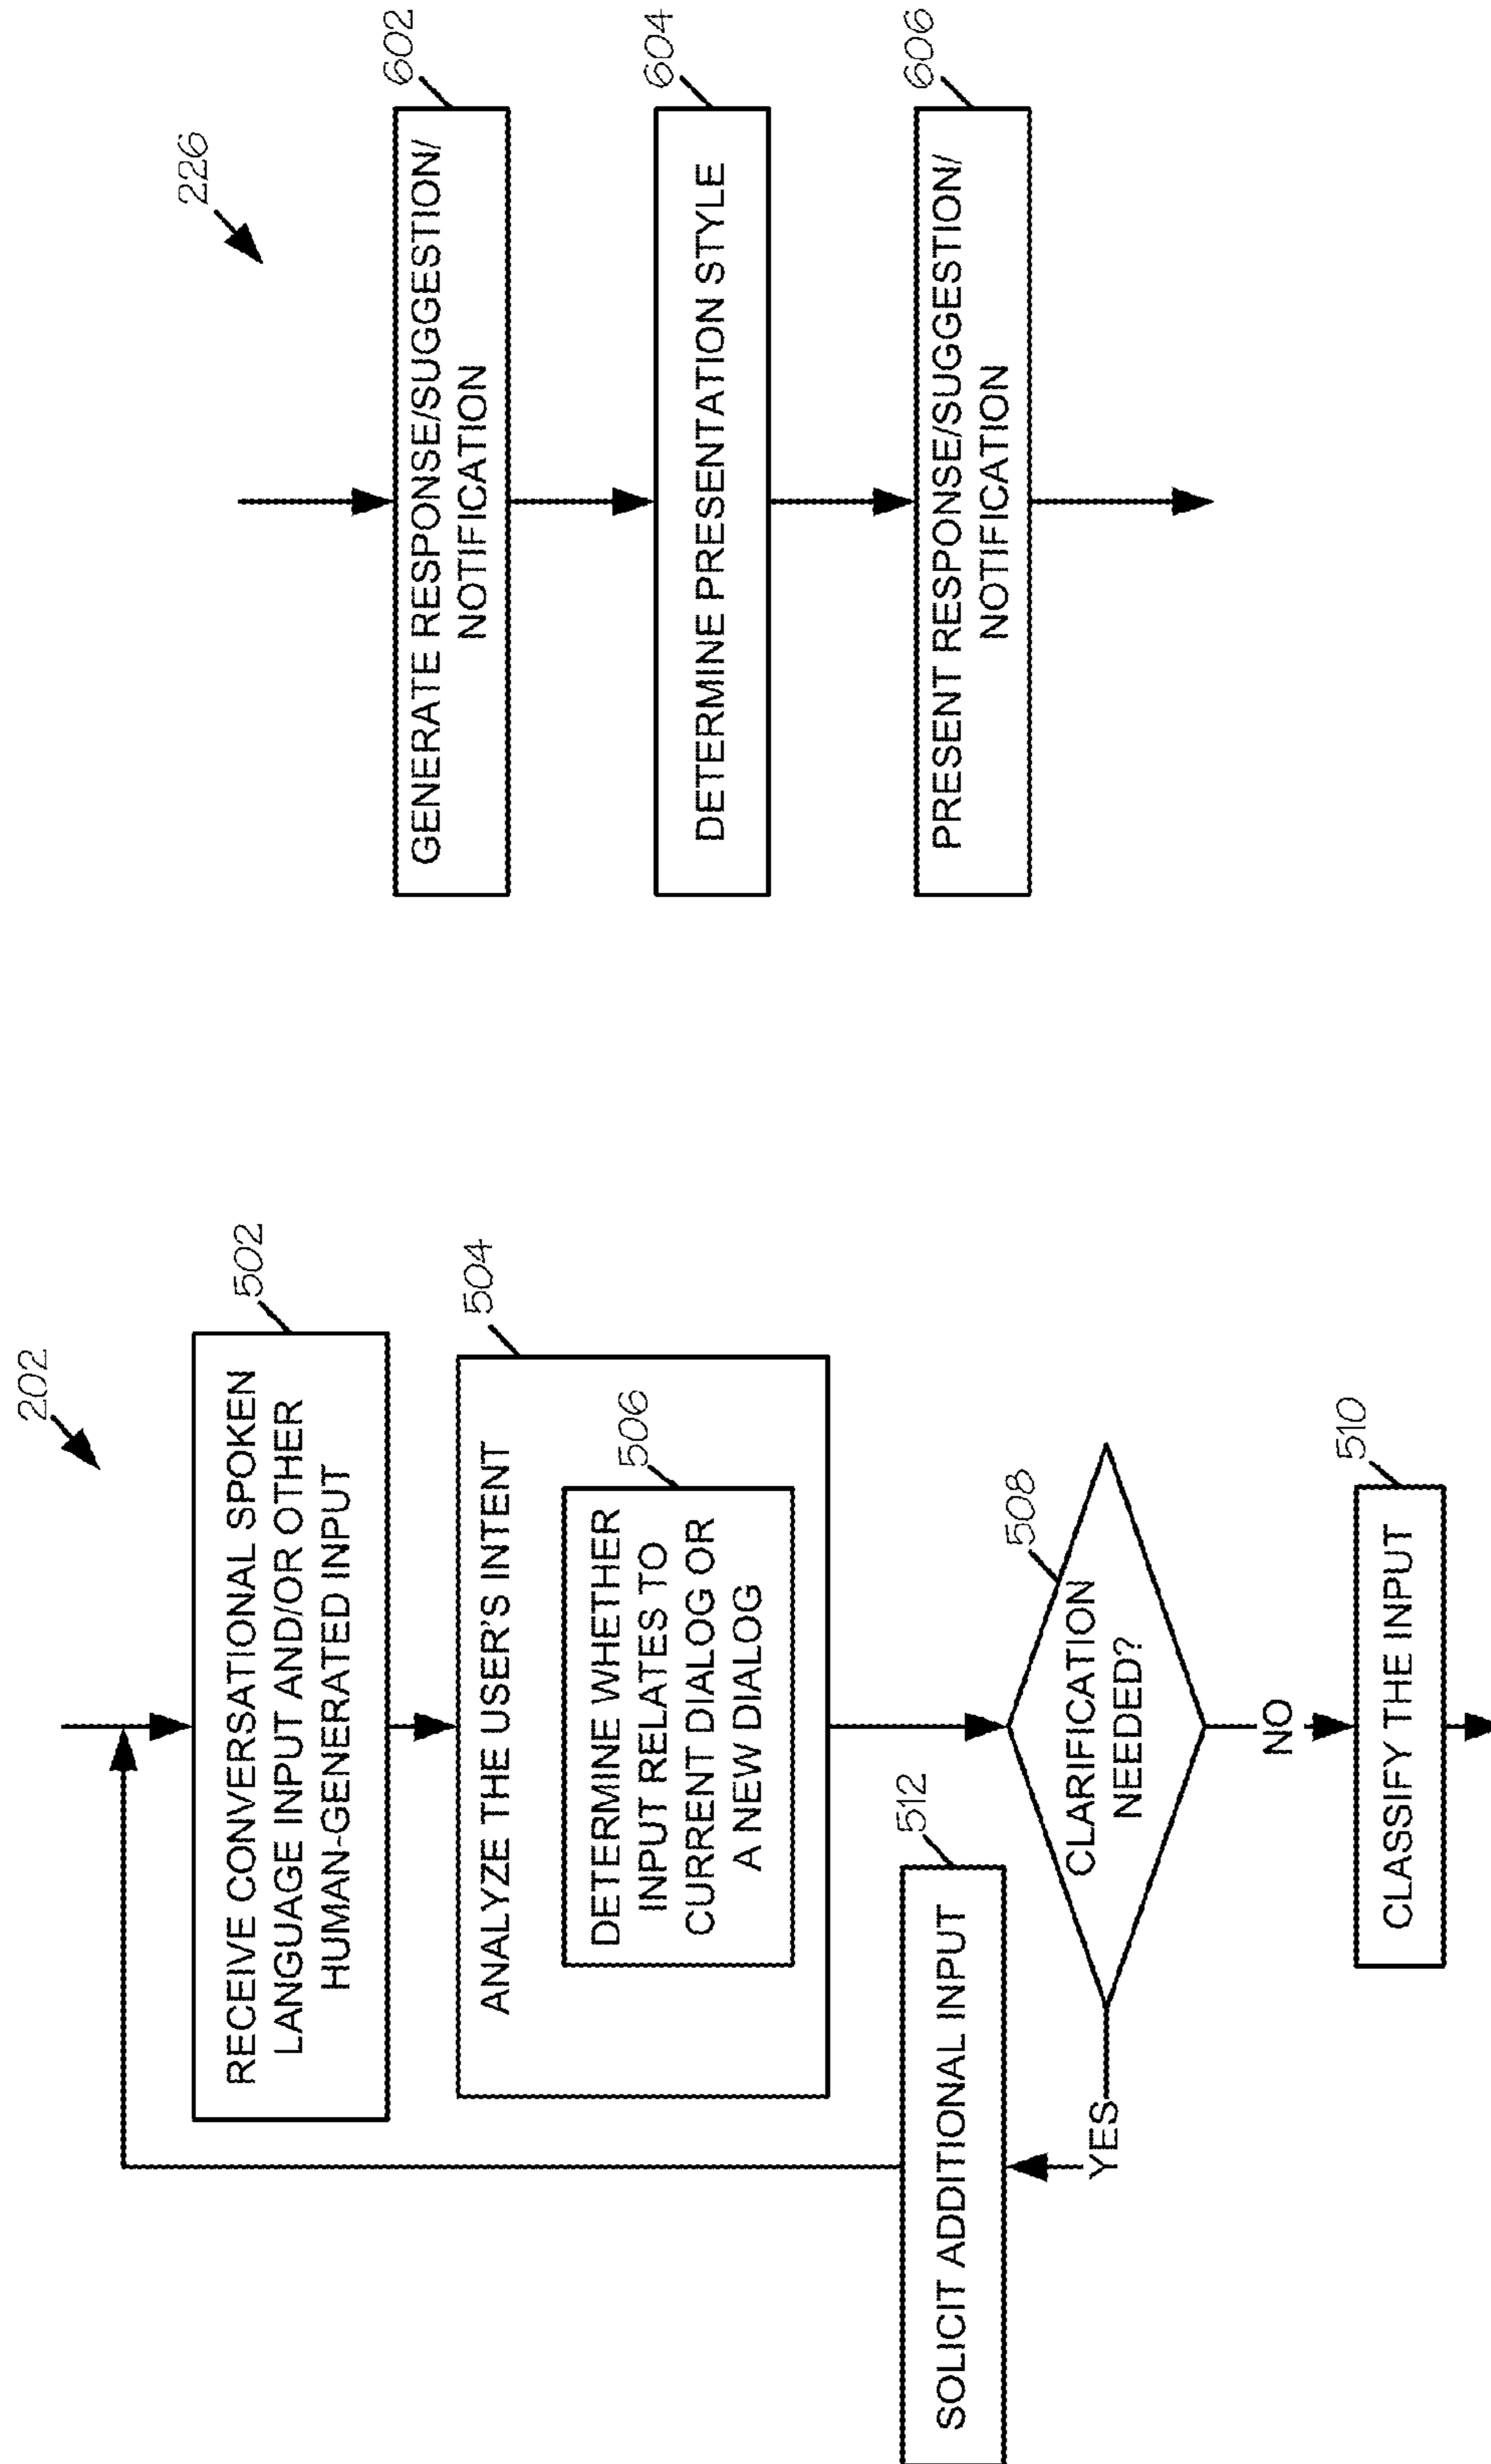 202
502
RECEIVE CONVERSATIONAL SPOKEN
LANGUAGE INPUT AND/OR OTHER
HUMAN-GENERATED INPUT
504
ANALYZE THE USER'S INTENT
506
DETERMINE WHETHER
INPUT RELATES TO
CURRENT DIALOG OR
A NEW DIALOG
508
CLARIFICATION
NEEDED?
512
SOLICIT ADDITIONAL INPUT
YES
NO
510
CLASSIFY THE INPUT
226
602
GENERATE RESPONSE/SUGGESTION/
NOTIFICATION
604
DETERMINE PRESENTATION STYLE
606
PRESENT RESPONSE/SUGGESTION/
NOTIFICATION